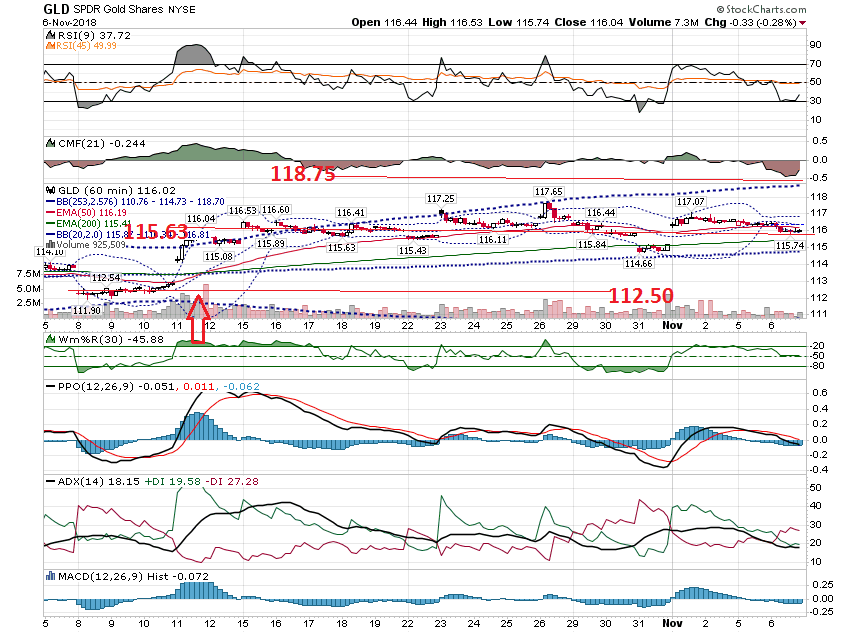 GLD SPDR Gold Shares NYSE © StockCharts.com
6-Nov-2018 Open 116.44 High 116.53 Low 115.74 Close 116.04 Volume 7.3M Chg -0.33 (-0.28%)
RSI(9) 37.72
RSI(45) 49.99
90
70
50
30
10
CMF(21) -0.244
0.5
0.0
-0.5
118.75
GLD (60 min) 116.02
BB(253,2.576) 110.76 - 114.73 - 118.70
EMA(50) 116.19
EMA(200) 115.41
BB(20,2.0) 115.8 116.81
Volume 925,509
115.63
117.25
117.65
117.07
116.04
116.53
116.60
116.41
116.44
115.08
115.89
115.63
115.43
116.11
115.84
114.66
115.74
114.10
112.54
111.90
112.50
118
117
116
115
114
113
112
111
7.5M
5.0M
2.5M
5 8 9 10 11 12 15 16 17 18 19 22 23 24 25 26 29 30 31 Nov 2 5 6
Wm%R(30) -45.88
-20
-50
-80
PPO(12,26,9) -0.051, 0.011, -0.062
0.6
0.4
0.2
0.0
-0.2
-0.4
ADX(14) 18.15 +DI 19.58 -DI 27.28
50
40
30
20
10
MACD(12,26,9) Hist -0.072
0.25
0.00
-0.25
5 8 9 10 11 12 15 16 17 18 19 22 23 24 25 26 29 30 31 Nov 2 5 6